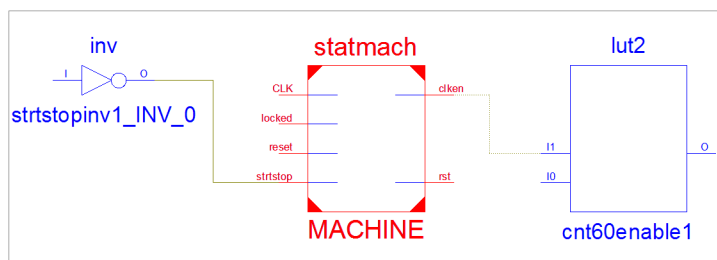 inv
statmach
lut2
I
O
strtstopinv1_INV_0
CLK
clken
locked
reset
I1
O
strtstop
rst
I0
MACHINE
cnt60enable1